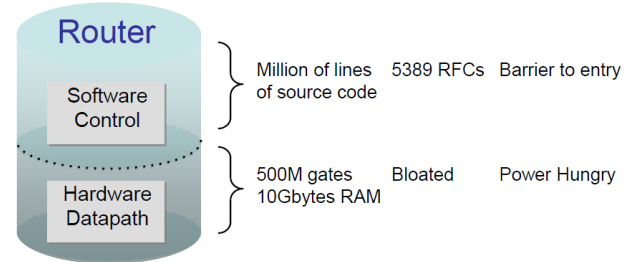 Router
Software
Control
Million of lines
of source code
5389 RFCs
Barrier to entry
Hardware
Datapath
500M gates
10Gbytes RAM
Bloated
Power Hungry